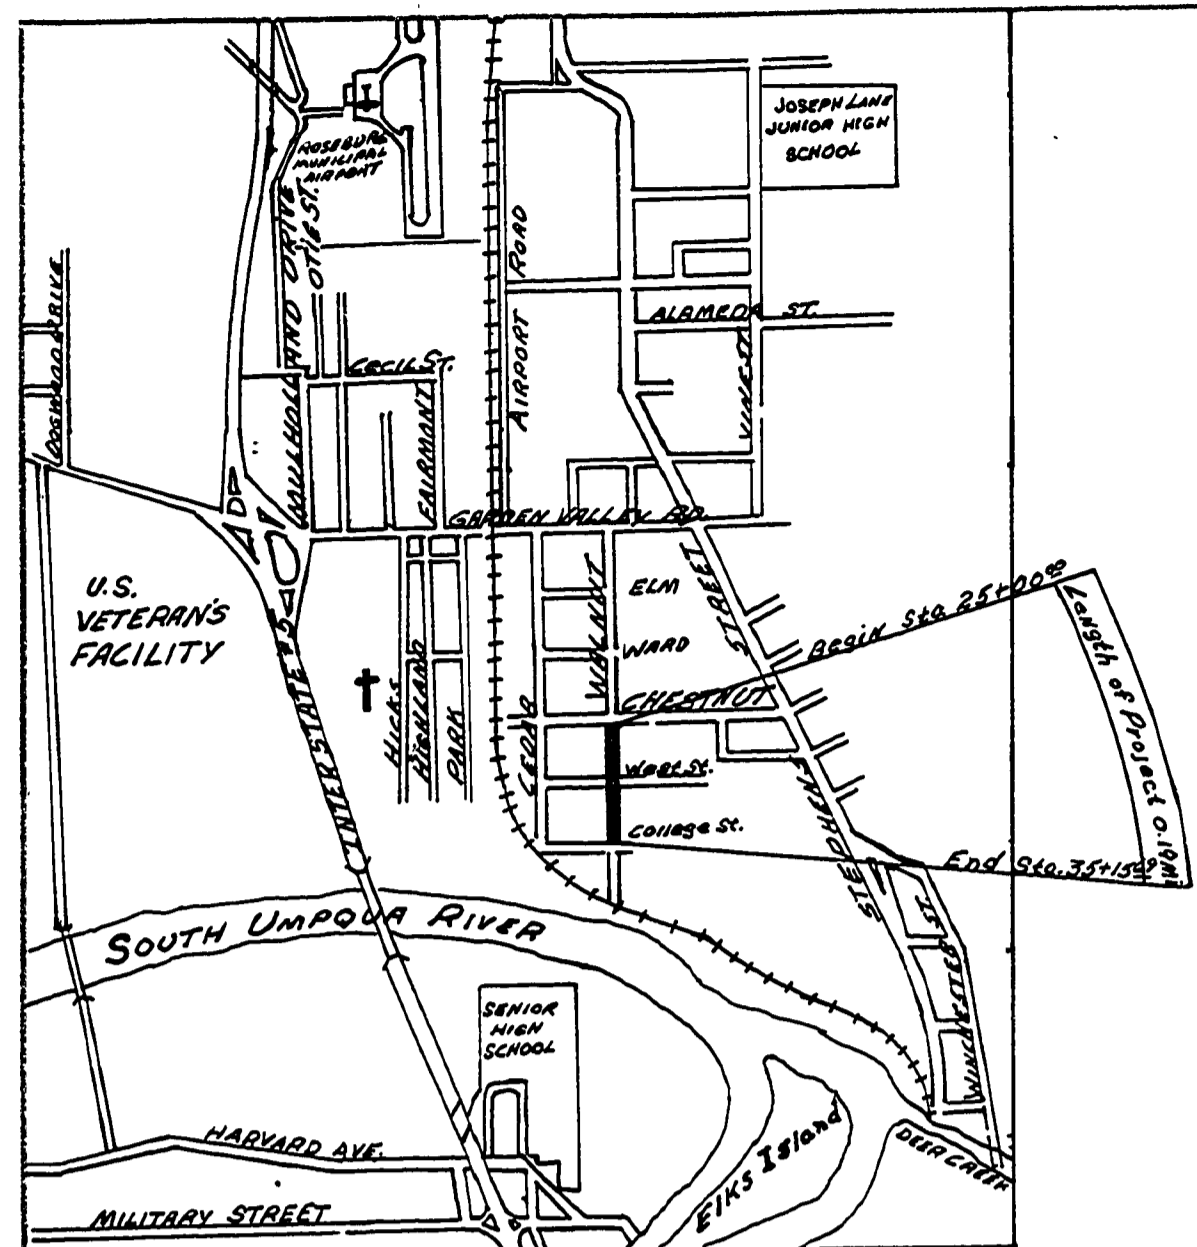 JOSEPH LANE
JUNIOR HIGH
SCHOOL
ROSEBURG
MUNICIPAL
AIRPORT
MULHOLLAND DRIVE
OTIE ST.
AIRPORT ROAD
DOGWOOD DRIVE
ALAMEDA ST.
VINE ST.
CECIL ST.
FAIRMONT
GARDEN VALLEY RD.
U.S.
VETERAN'S
FACILITY
INTERSTATE #5
HICKS
HIGHLAND
PARK
CEDAR
WALNUT
ELM
WARD
CHESTNUT
West St.
College St.
STEPHENS STREET
Begin Sta. 25+00.00
Length of Project 0.19Mi
End Sta. 35+15
WINCHESTER ST.
SOUTH UMPQUA RIVER
SENIOR
HIGH
SCHOOL
HARVARD AVE.
MILITARY STREET
Elks Island
DEER CREEK